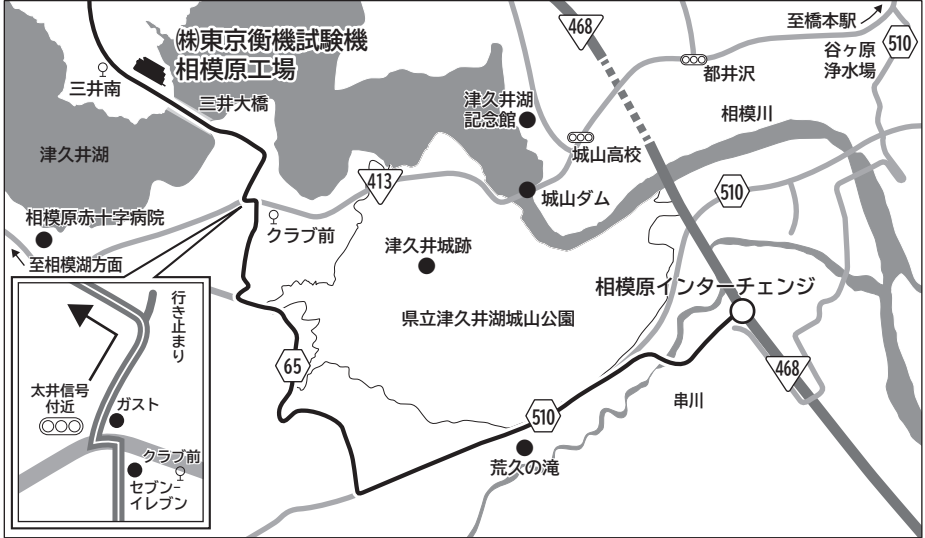 468
至橋本駅
510
谷ヶ原
浄水場
㈱東京衡機試験機
相模原工場
都井沢
三井南
三井大橋
津久井湖
記念館
相模川
城山高校
津久井湖
413
510
城山ダム
相模原赤十字病院
クラブ前
津久井城跡
至相模湖方面
相模原インターチェンジ
県立津久井湖城山公園
行き止まり
65
468
太井信号
付近
ガスト
串川
510
クラブ前
荒久の滝
セブン-
イレブン